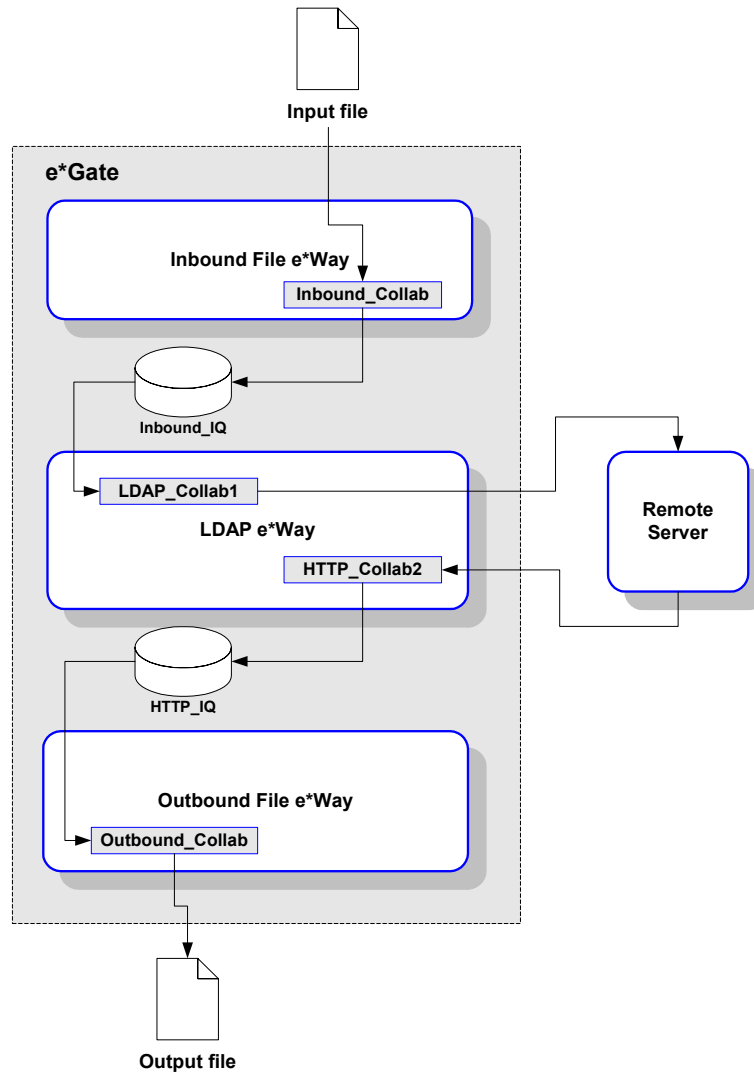 Input file
e*Gate
Inbound File e*Way
Inbound_Collab
Inbound_IQ
LDAP_Collab1
LDAP e*Way
HTTP_Collab2
Remote
Server
HTTP_IQ
Outbound File e*Way
Outbound_Collab
Output file